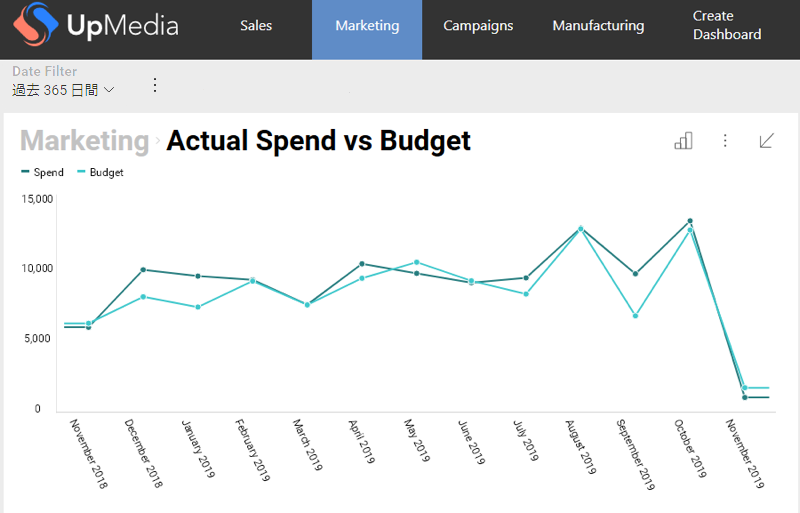 UpMedia
Sales
Marketing
Campaigns
Manufacturing
Create
Dashboard
Date Filter
過去 365 日間
Marketing › Actual Spend vs Budget
Spend
Budget
15,000
10,000
5,000
0
November 2018
December 2018
January 2019
February 2019
March 2019
April 2019
May 2019
June 2019
July 2019
August 2019
September 2019
October 2019
November 2019